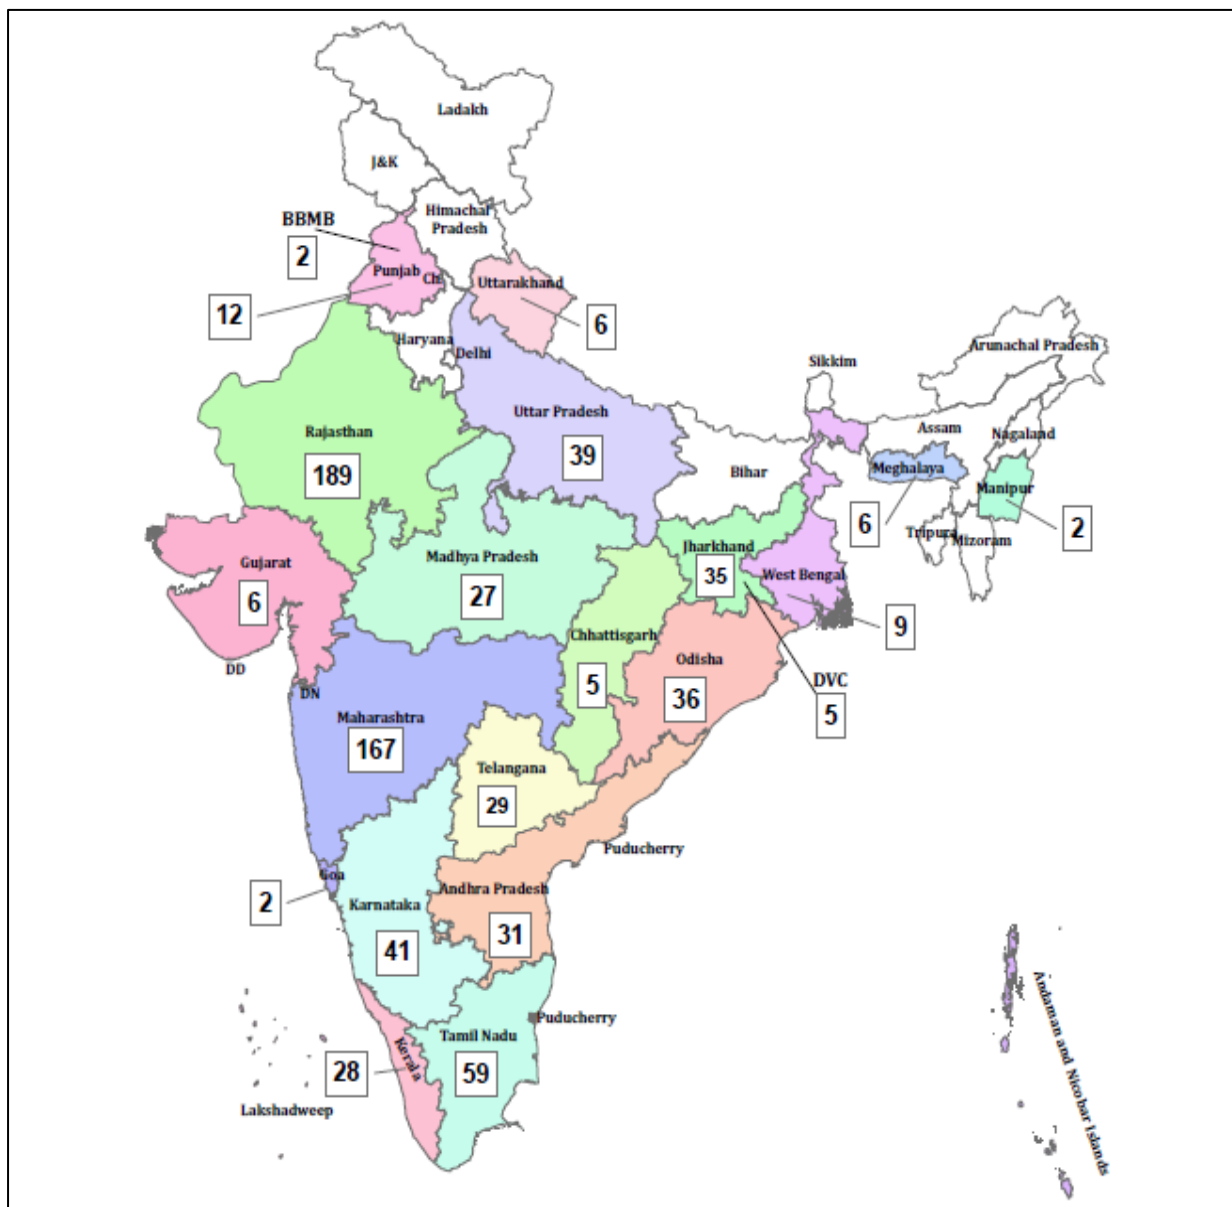 Ladakh
J&K
Himachal
Pradesh
BBMB
2
Punjab
Ch
12
Uttarakhand
6
Haryana
Delhi
Arunachal Pradesh
Sikkim
Rajasthan
189
Uttar Pradesh
39
Bihar
Assam
Nagaland
Meghalaya
6
Manipur
2
Tripura
Mizoram
Gujarat
6
Madhya Pradesh
27
Jharkhand
35
West Bengal
9
Chhattisgarh
5
Odisha
36
DVC
5
DD
DN
Maharashtra
167
Telangana
29
Puducherry
Goa
2
Karnataka
41
Andhra Pradesh
31
Puducherry
Tamil Nadu
59
Kerala
28
Lakshadweep
Andaman and Nicobar Islands